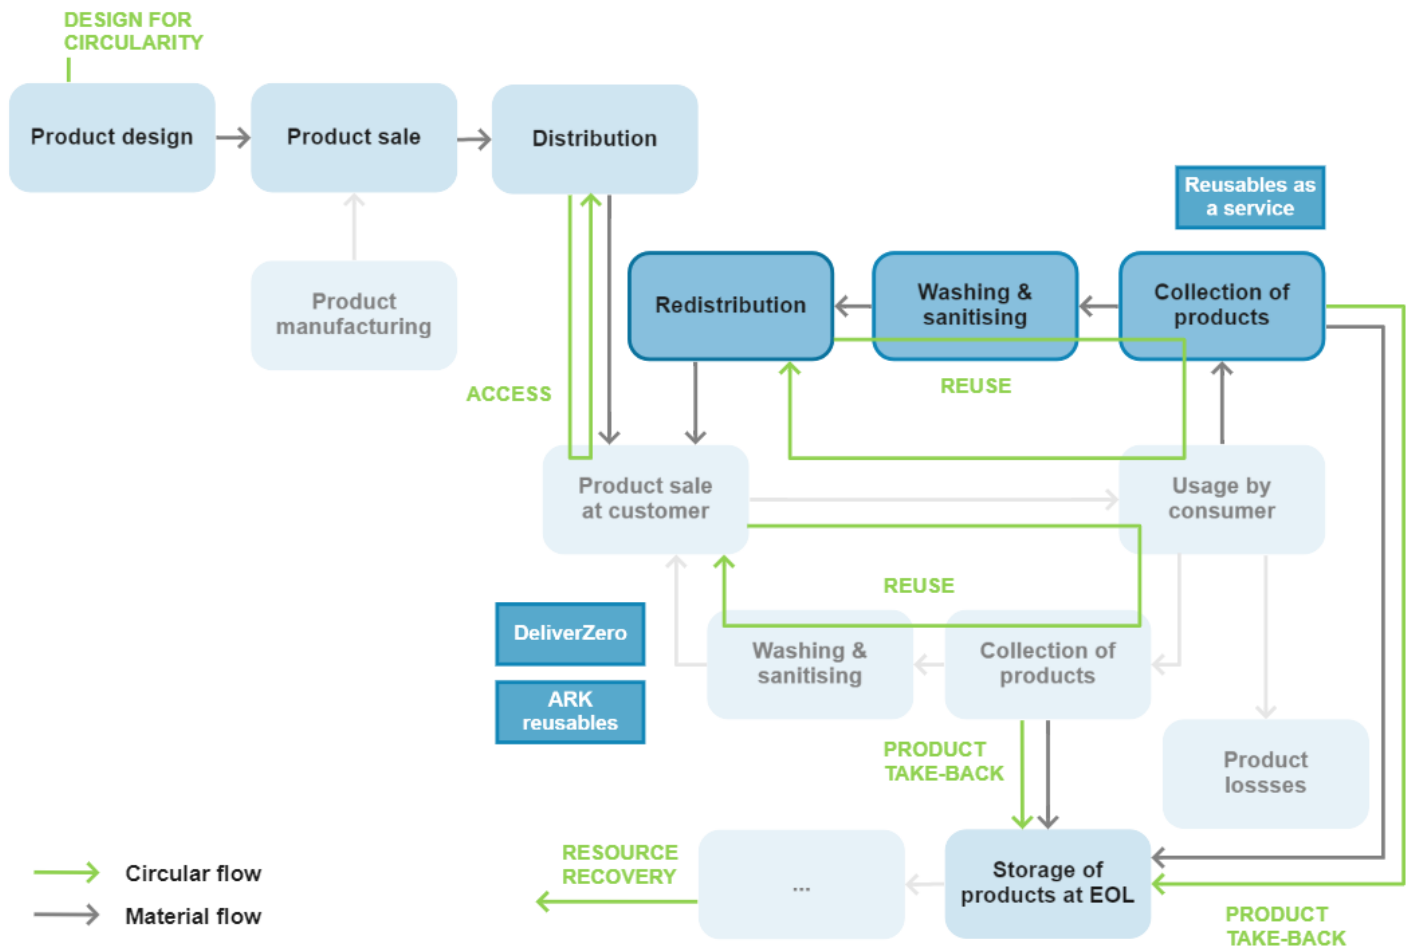 DESIGN FOR
CIRCULARITY
Product design
Product sale
Distribution
Reusables as
a service
Product
manufacturing
Redistribution
Washing &
sanitising
Collection of
products
ACCESS
REUSE
Product sale
at customer
Usage by
consumer
REUSE
DeliverZero
Washing &
sanitising
Collection of
products
ARK
reusables
PRODUCT
TAKE-BACK
Product
lossses
RESOURCE
RECOVERY
...
Storage of
products at EOL
Circular flow
Material flow
PRODUCT
TAKE-BACK